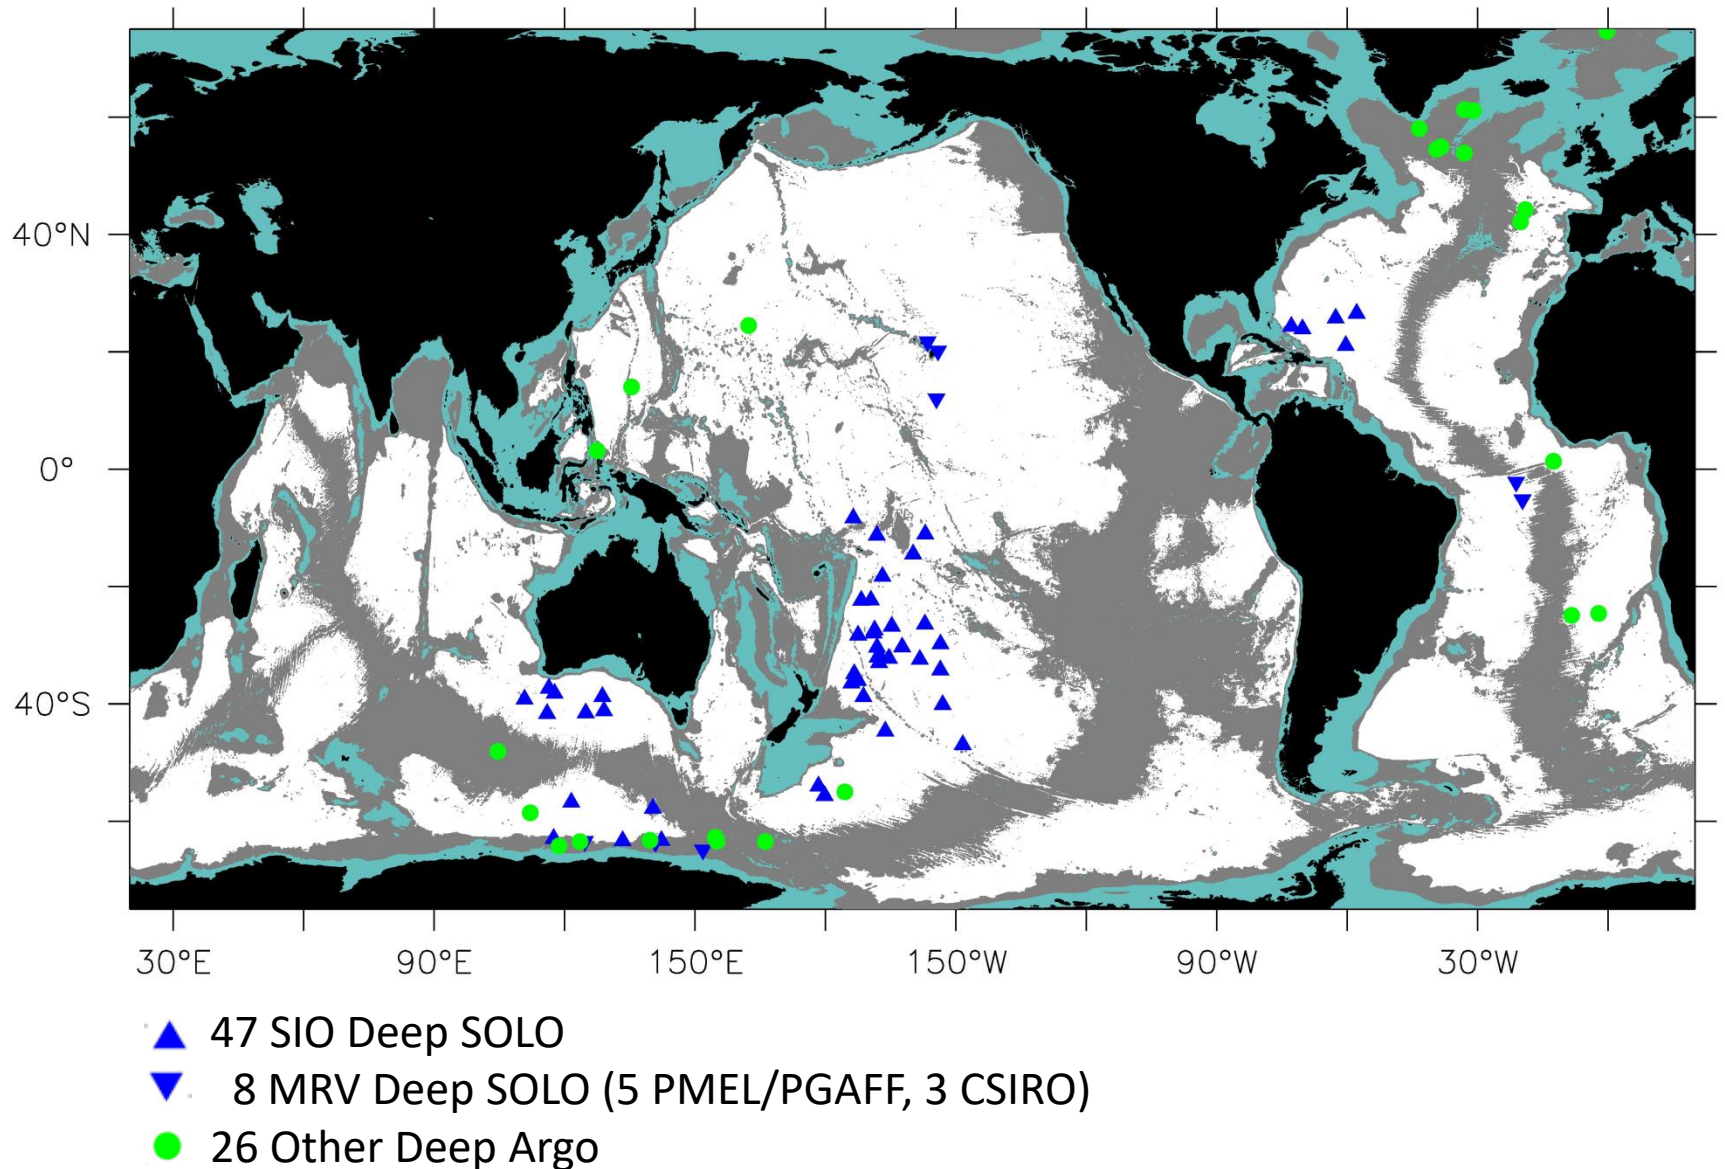 40°N
0°
40°S
30°E 90°E 150°E 150°W 90°W 30°W
47 SIO Deep SOLO
8 MRV Deep SOLO (5 PMEL/PGAFF, 3 CSIRO)
26 Other Deep Argo